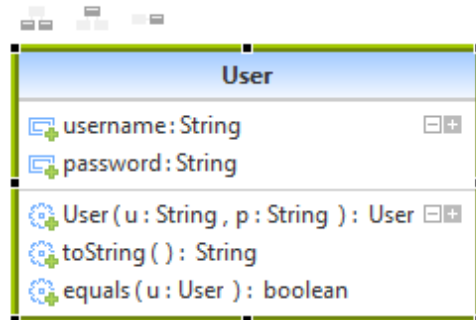 User
username : String
password : String
User ( u : String , p : String ) : User
toString ( ) : String
equals ( u : User ) : boolean